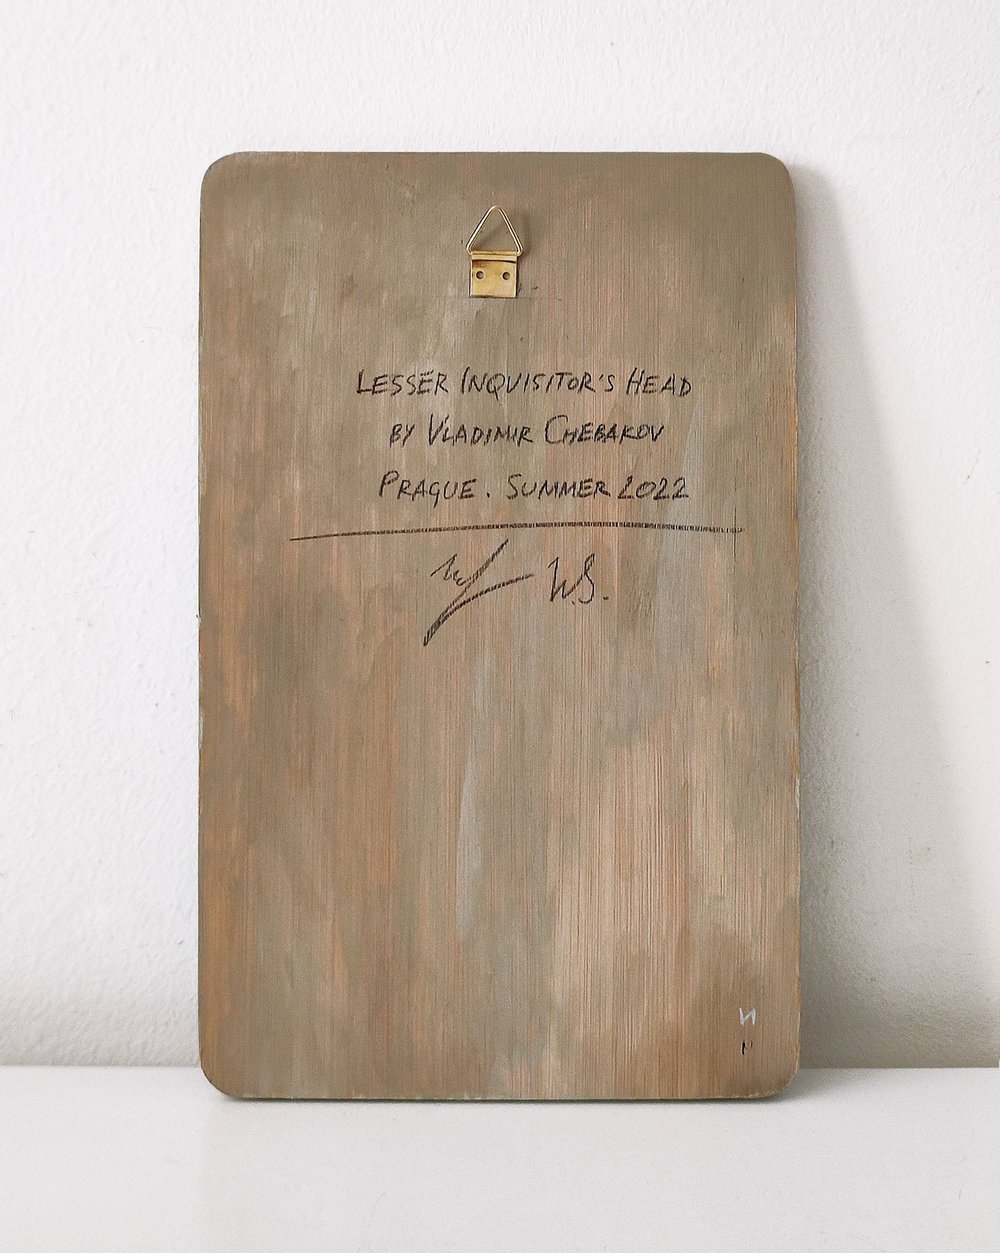 LESSER INQUISITOR'S HEAD
BY VLADIMIR CHEBAKOV
PRAGUE. SUMMER 2022
W.S.